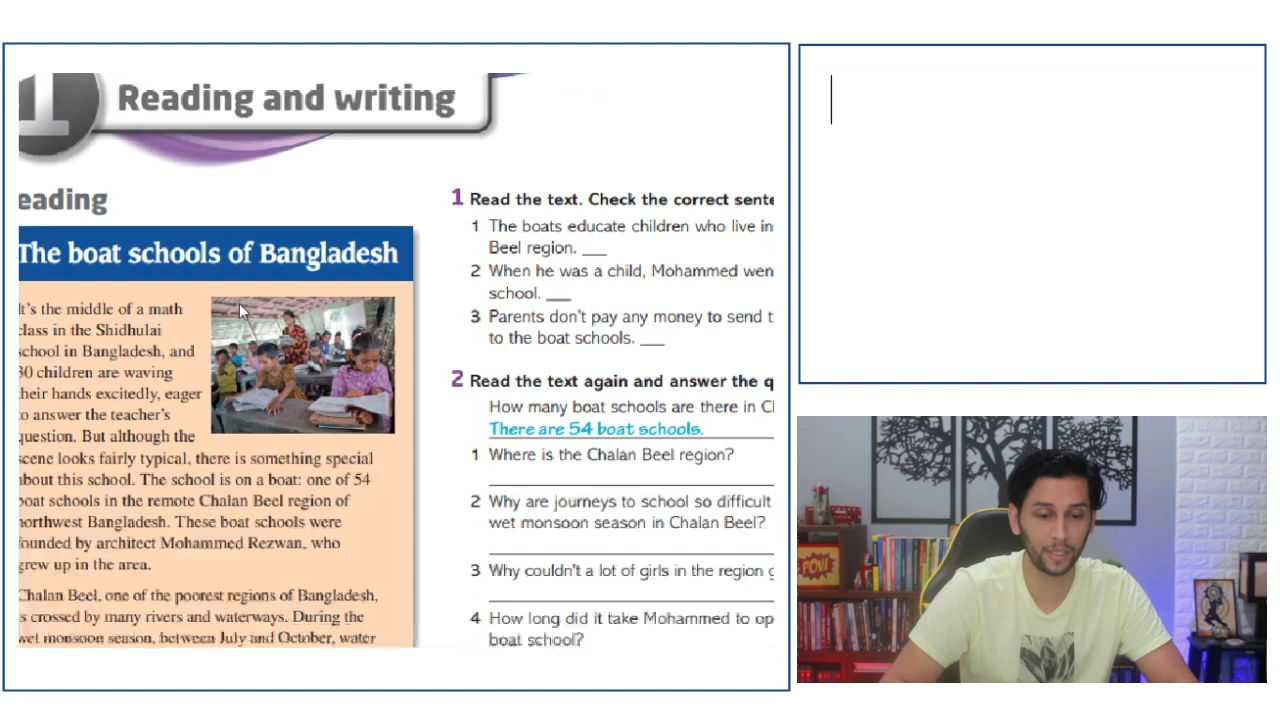 1 Reading and writing
eading
The boat schools of Bangladesh
It's the middle of a math
class in the Shidhulai
school in Bangladesh, and
30 children are waving
their hands excitedly, eager
to answer the teacher's
question. But although the
scene looks fairly typical, there is something special
about this school. The school is on a boat: one of 54
boat schools in the remote Chalan Beel region of
northwest Bangladesh. These boat schools were
founded by architect Mohammed Rezwan, who
grew up in the area.
Chalan Beel, one of the poorest regions of Bangladesh,
is crossed by many rivers and waterways. During the
wet monsoon season, between July and October, water
1 Read the text. Check the correct sente
1 The boats educate children who live in
Beel region. ___
2 When he was a child, Mohammed wen
school. ___
3 Parents don't pay any money to send t
to the boat schools. ___
2 Read the text again and answer the q
How many boat schools are there in C
There are 54 boat schools.
1 Where is the Chalan Beel region?
2 Why are journeys to school so difficult
wet monsoon season in Chalan Beel?
3 Why couldn't a lot of girls in the region g
4 How long did it take Mohammed to op
boat school?
POW